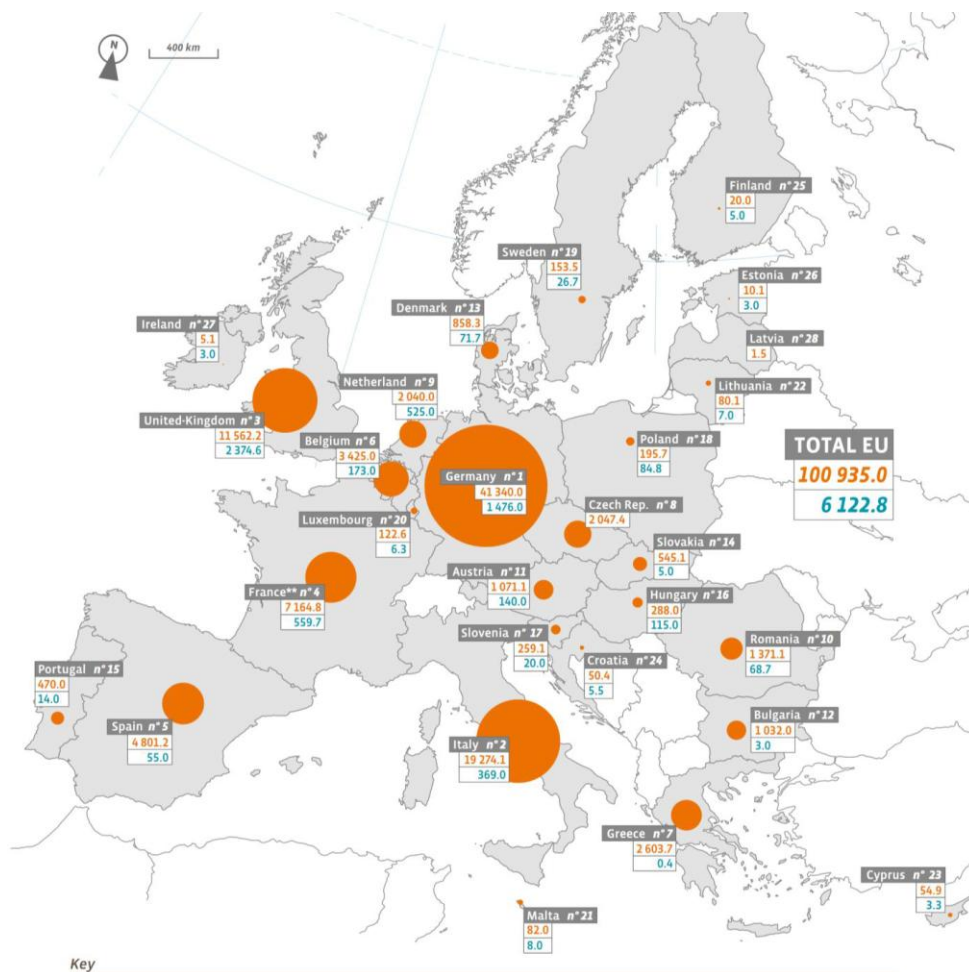 N
400 km
Finland n°25
20.0
5.0
Sweden n°19
153.5
26.7
Estonia n°26
10.1
3.0
Denmark n°13
858.3
71.7
Ireland n°27
5.1
3.0
Latvia n°28
1.5
Netherland n°9
2 040.0
525.0
Lithuania n°22
80.1
7.0
United-Kingdom n°3
11 562.2
2 374.6
Belgium n°6
3 425.0
173.0
Poland n°18
195.7
84.8
TOTAL EU
100 935.0
6 122.8
Germany n°1
41 340.0
1 476.0
Czech Rep. n°8
2 047.4
Luxembourg n°20
122.6
6.3
Slovakia n°14
545.1
5.0
Austria n°11
1 071.1
140.0
France** n°4
7 164.8
559.7
Hungary n°16
288.0
115.0
Slovenia n° 17
259.1
20.0
Croatia n°24
50.4
5.5
Romania n°10
1 371.1
68.7
Portugal n°15
470.0
14.0
Bulgaria n°12
1 032.0
3.0
Spain n°5
4 801.2
55.0
Italy n°2
19 274.1
369.0
Greece n°7
2 603.7
0.4
Cyprus n° 23
54.9
3.3
Malta n°21
82.0
8.0
Key